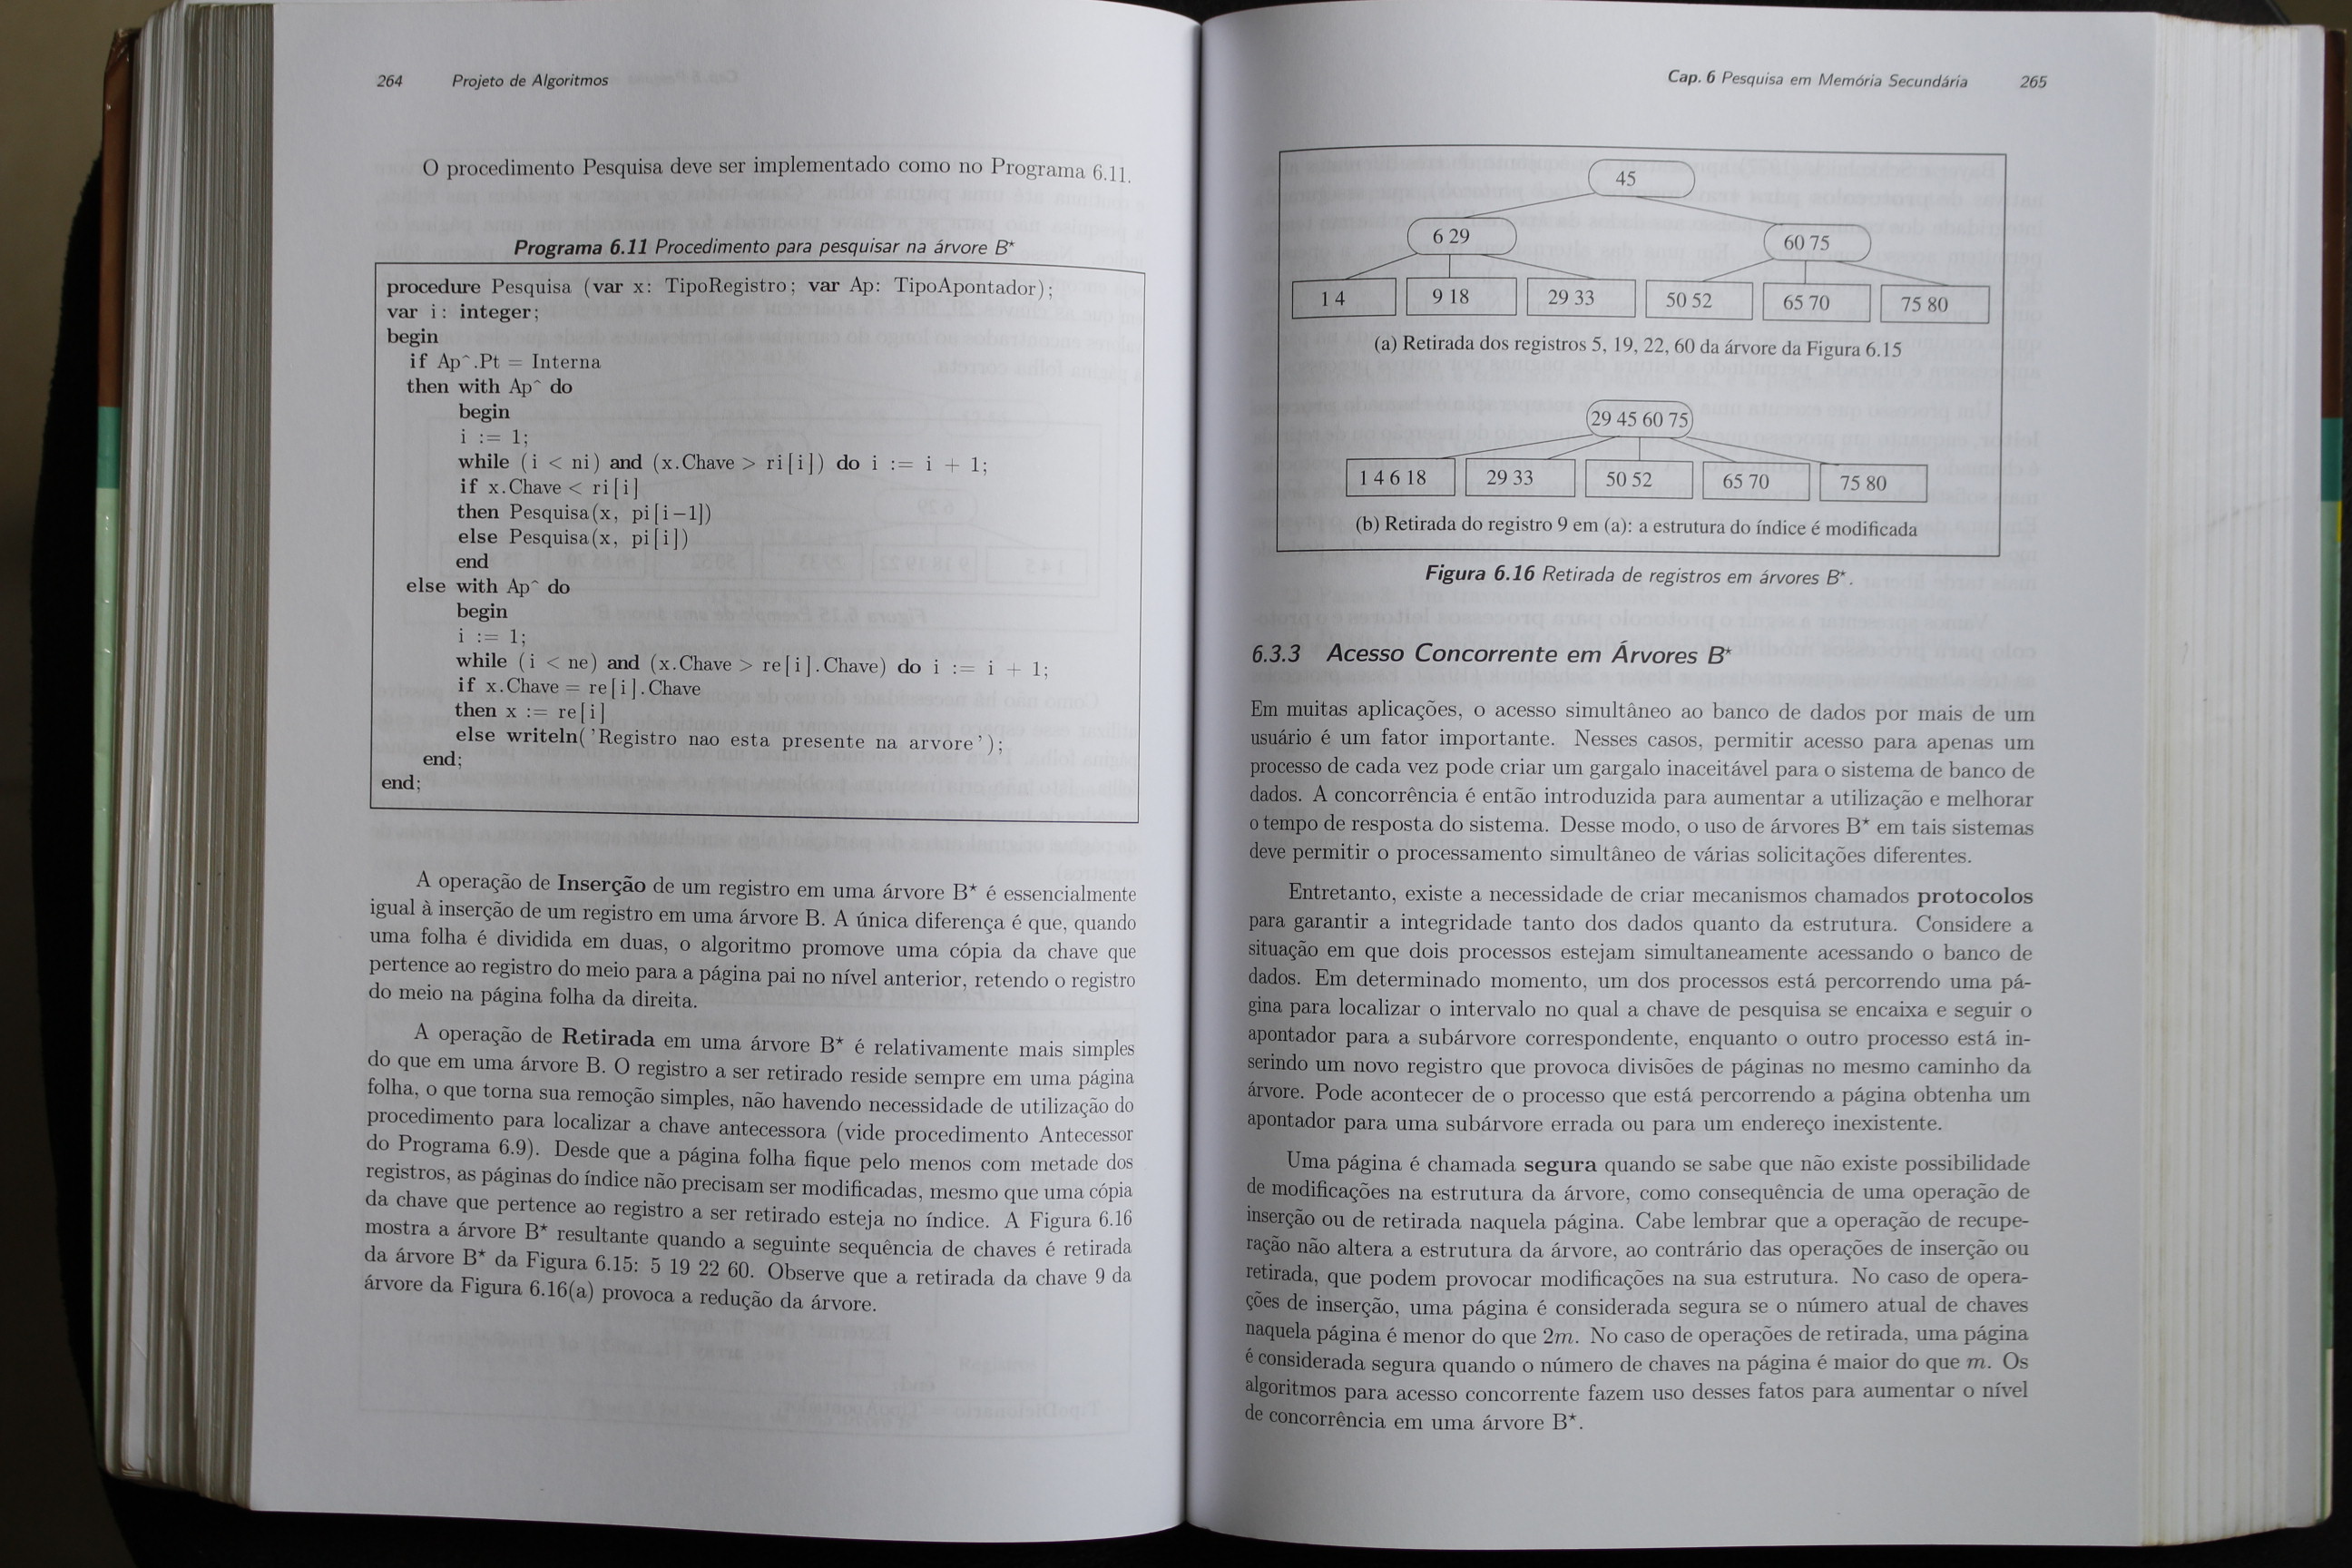 264 Projeto de Algoritmos
O procedimento Pesquisa deve ser implementado como no Programa 6.11.
Programa 6.11 Procedimento para pesquisar na árvore B*
procedure Pesquisa (var x: TipoRegistro; var Ap: TipoApontador);
var i : integer;
begin
if Ap^.Pt = Interna
then with Ap^ do
begin
i := 1;
while (i < ni) and (x.Chave > ri[i]) do i := i + 1;
if x.Chave < ri[i]
then Pesquisa(x, pi[i-1])
else Pesquisa(x, pi[i])
end
else with Ap^ do
begin
i := 1;
while (i < ne) and (x.Chave > re[i].Chave) do i := i + 1;
if x.Chave = re[i].Chave
then x := re[i]
else writeln('Registro nao esta presente na arvore');
end;
end;
A operação de Inserção de um registro em uma árvore B* é essencialmente
igual à inserção de um registro em uma árvore B. A única diferença é que, quando
uma folha é dividida em duas, o algoritmo promove uma cópia da chave que
pertence ao registro do meio para a página pai no nível anterior, retendo o registro
do meio na página folha da direita.
A operação de Retirada em uma árvore B* é relativamente mais simples
do que em uma árvore B. O registro a ser retirado reside sempre em uma página
folha, o que torna sua remoção simples, não havendo necessidade de utilização do
procedimento para localizar a chave antecessora (vide procedimento Antecessor
do Programa 6.9). Desde que a página folha fique pelo menos com metade dos
registros, as páginas do índice não precisam ser modificadas, mesmo que uma cópia
da chave que pertence ao registro a ser retirado esteja no índice. A Figura 6.16
mostra a árvore B* resultante quando a seguinte sequência de chaves é retirada
da árvore B* da Figura 6.15: 5 19 22 60. Observe que a retirada da chave 9 da
árvore da Figura 6.16(a) provoca a redução da árvore.
Cap. 6 Pesquisa em Memória Secundária 265
45
6 29 60 75
1 4 9 18 29 33 50 52 65 70 75 80
(a) Retirada dos registros 5, 19, 22, 60 da árvore da Figura 6.15
29 45 60 75
1 4 6 18 29 33 50 52 65 70 75 80
(b) Retirada do registro 9 em (a): a estrutura do índice é modificada
Figura 6.16 Retirada de registros em árvores B*.
6.3.3 Acesso Concorrente em Árvores B*
Em muitas aplicações, o acesso simultâneo ao banco de dados por mais de um
usuário é um fator importante. Nesses casos, permitir acesso para apenas um
processo de cada vez pode criar um gargalo inaceitável para o sistema de banco de
dados. A concorrência é então introduzida para aumentar a utilização e melhorar
o tempo de resposta do sistema. Desse modo, o uso de árvores B* em tais sistemas
deve permitir o processamento simultâneo de várias solicitações diferentes.
Entretanto, existe a necessidade de criar mecanismos chamados protocolos
para garantir a integridade tanto dos dados quanto da estrutura. Considere a
situação em que dois processos estejam simultaneamente acessando o banco de
dados. Em determinado momento, um dos processos está percorrendo uma pá-
gina para localizar o intervalo no qual a chave de pesquisa se encaixa e seguir o
apontador para a subárvore correspondente, enquanto o outro processo está in-
serindo um novo registro que provoca divisões de páginas no mesmo caminho da
árvore. Pode acontecer de o processo que está percorrendo a página obtenha um
apontador para uma subárvore errada ou para um endereço inexistente.
Uma página é chamada segura quando se sabe que não existe possibilidade
de modificações na estrutura da árvore, como consequência de uma operação de
inserção ou de retirada naquela página. Cabe lembrar que a operação de recupe-
ração não altera a estrutura da árvore, ao contrário das operações de inserção ou
retirada, que podem provocar modificações na sua estrutura. No caso de opera-
ções de inserção, uma página é considerada segura se o número atual de chaves
naquela página é menor do que 2m. No caso de operações de retirada, uma página
é considerada segura quando o número de chaves na página é maior do que m. Os
algoritmos para acesso concorrente fazem uso desses fatos para aumentar o nível
de concorrência em uma árvore B*.